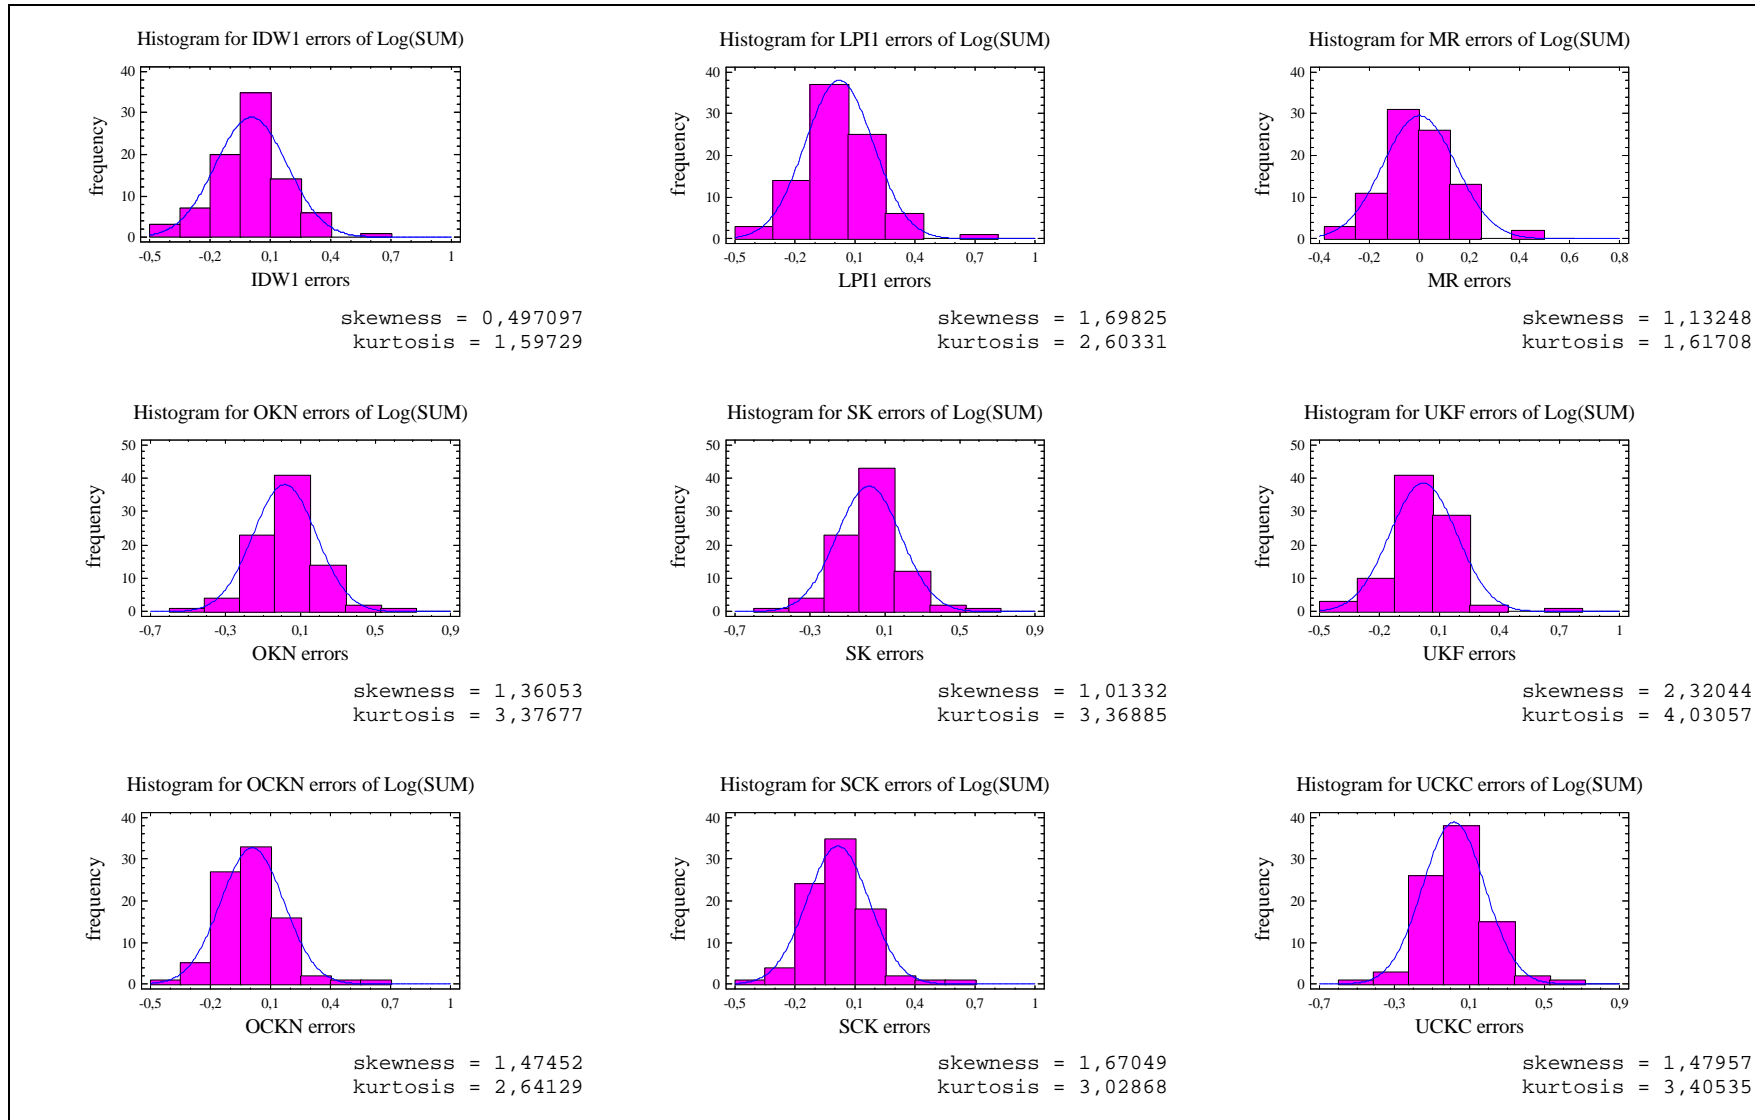 Histogram for IDW1 errors of Log(SUM)
40
30
20
10
0
frequency
-0,5 -0,2 0,1 0,4 0,7 1
IDW1 errors
skewness = 0,497097
kurtosis = 1,59729
Histogram for LPI1 errors of Log(SUM)
40
30
20
10
0
frequency
-0,5 -0,2 0,1 0,4 0,7 1
LPI1 errors
skewness = 1,69825
kurtosis = 2,60331
Histogram for MR errors of Log(SUM)
40
30
20
10
0
frequency
-0,4 -0,2 0 0,2 0,4 0,6 0,8
MR errors
skewness = 1,13248
kurtosis = 1,61708
Histogram for OKN errors of Log(SUM)
50
40
30
20
10
0
frequency
-0,7 -0,3 0,1 0,5 0,9
OKN errors
skewness = 1,36053
kurtosis = 3,37677
Histogram for SK errors of Log(SUM)
50
40
30
20
10
0
frequency
-0,7 -0,3 0,1 0,5 0,9
SK errors
skewness = 1,01332
kurtosis = 3,36885
Histogram for UKF errors of Log(SUM)
50
40
30
20
10
0
frequency
-0,5 -0,2 0,1 0,4 0,7 1
UKF errors
skewness = 2,32044
kurtosis = 4,03057
Histogram for OCKN errors of Log(SUM)
40
30
20
10
0
frequency
-0,5 -0,2 0,1 0,4 0,7 1
OCKN errors
skewness = 1,47452
kurtosis = 2,64129
Histogram for SCK errors of Log(SUM)
40
30
20
10
0
frequency
-0,5 -0,2 0,1 0,4 0,7 1
SCK errors
skewness = 1,67049
kurtosis = 3,02868
Histogram for UCKC errors of Log(SUM)
40
30
20
10
0
frequency
-0,7 -0,3 0,1 0,5 0,9
UCKC errors
skewness = 1,47957
kurtosis = 3,40535